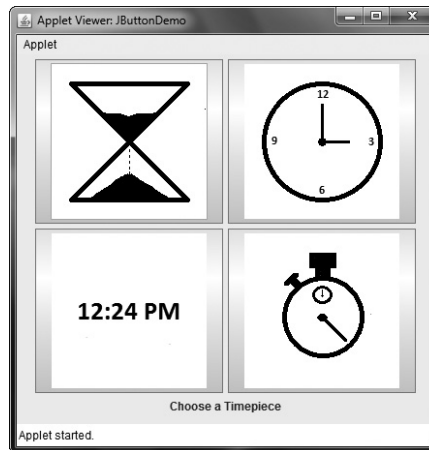 Applet Viewer: JButtonDemo
Applet
12
9
3
6
12:24 PM
Choose a Timepiece
Applet started.